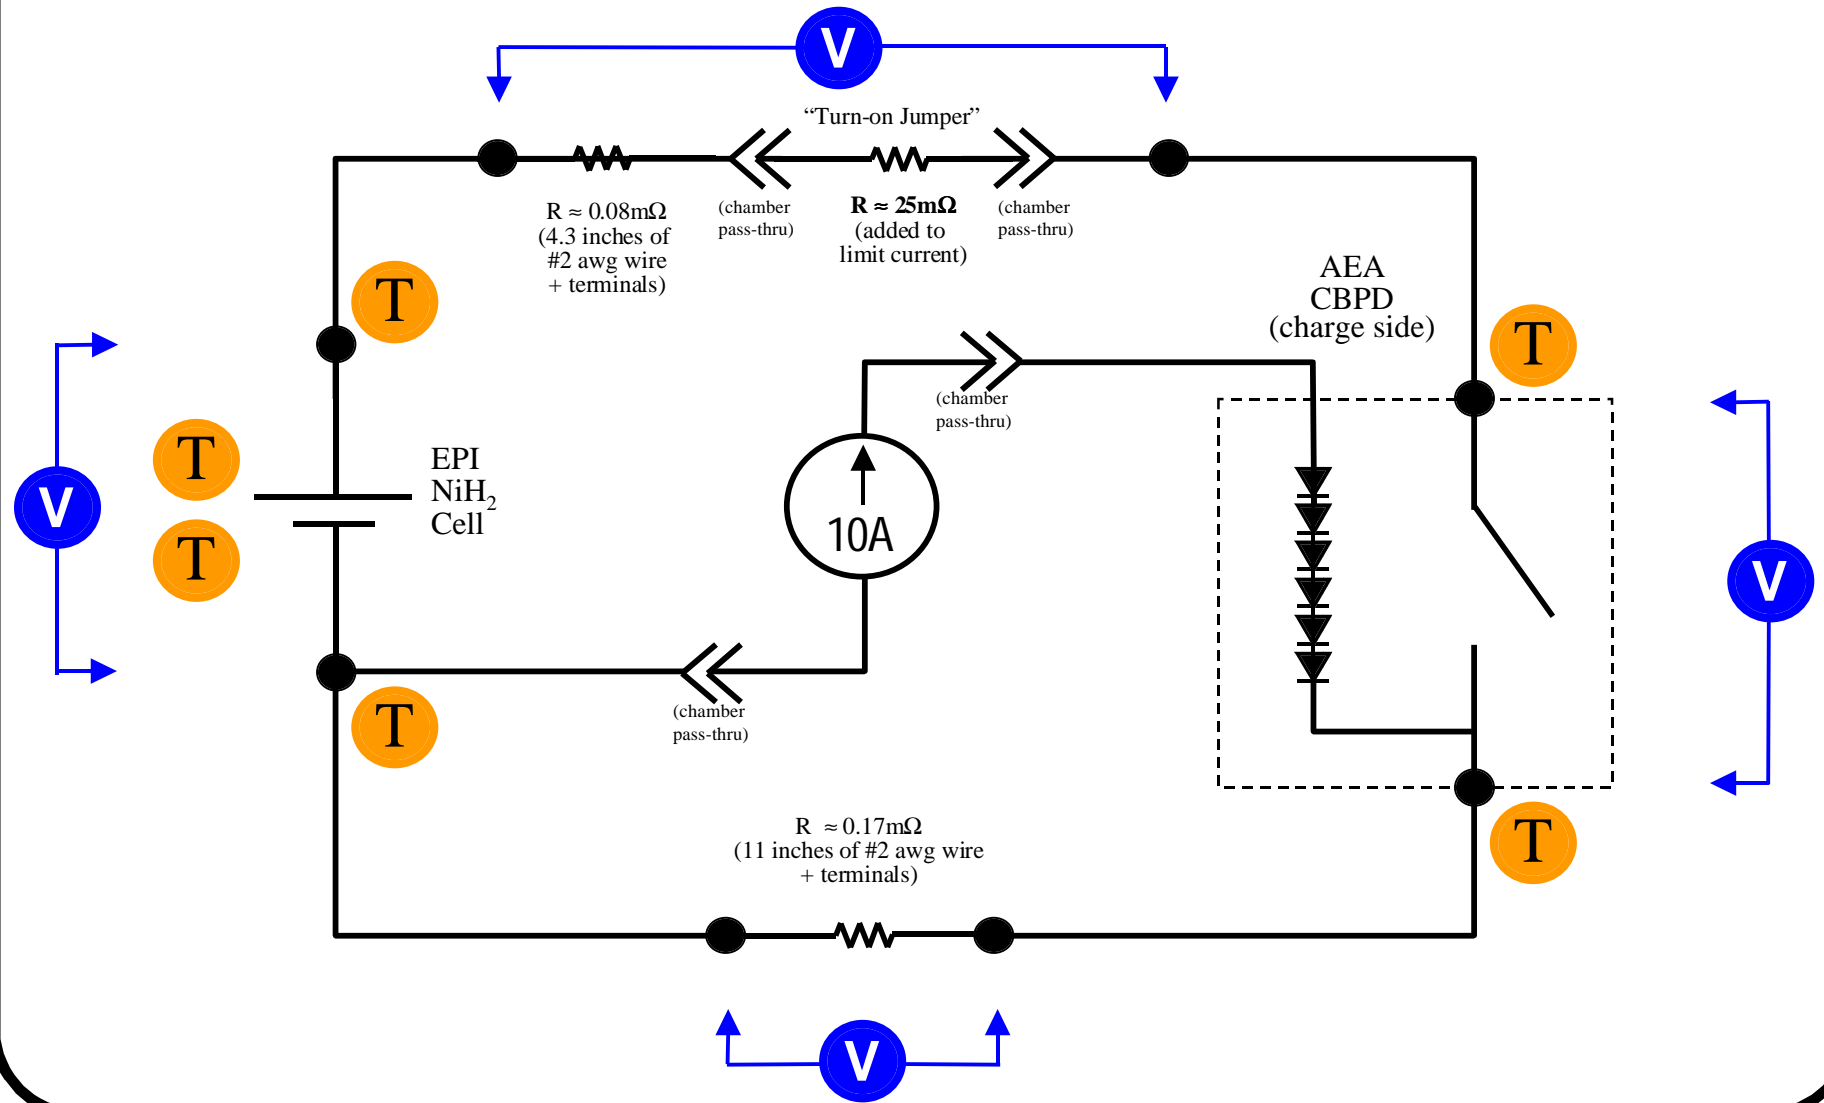 V
“Turn-on Jumper”
R ≈ 0.08mΩ
(4.3 inches of
#2 awg wire
+ terminals)
(chamber
pass-thru)
R ≈ 25mΩ
(added to
limit current)
(chamber
pass-thru)
AEA
CBPD
(charge side)
T
T
(chamber
pass-thru)
T
EPI
NiH2
Cell
V
T
10A
V
T
(chamber
pass-thru)
R ≈ 0.17mΩ
(11 inches of #2 awg wire
+ terminals)
T
V